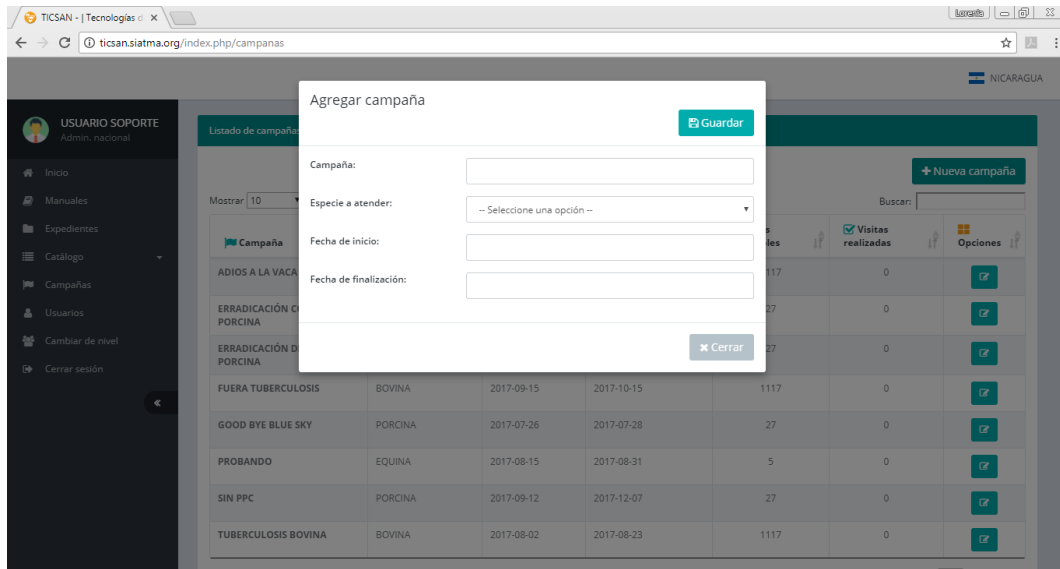 TICSAN - | Tecnologías d
Lorenzis
ticsan.siatma.org/index.php/campanas
NICARAGUA
USUARIO SOPORTE
Admin. nacional
Inicio
Manuales
Expedientes
Catálogo
Campañas
Usuarios
Cambiar de nivel
Cerrar sesión
Agregar campaña
Guardar
Campaña:
Especie a atender:
-- Seleccione una opción --
Fecha de inicio:
Fecha de finalización:
Cerrar
Listado de campañas
Nueva campaña
Mostrar 10
Buscar:
Campaña Visitas realizadas Opciones
ADIOS A LA VACA 117 0
ERRADICACIÓN 27 0
PORCINA
ERRADICACIÓN D 27 0
PORCINA
FUERA TUBERCULOSIS BOVINA 2017-09-15 2017-10-15 1117 0
GOOD BYE BLUE SKY PORCINA 2017-07-26 2017-07-28 27 0
PROBANDO EQUINA 2017-08-15 2017-08-31 5 0
SIN PPC PORCINA 2017-09-12 2017-12-07 27 0
TUBERCULOSIS BOVINA BOVINA 2017-08-02 2017-08-23 1117 0